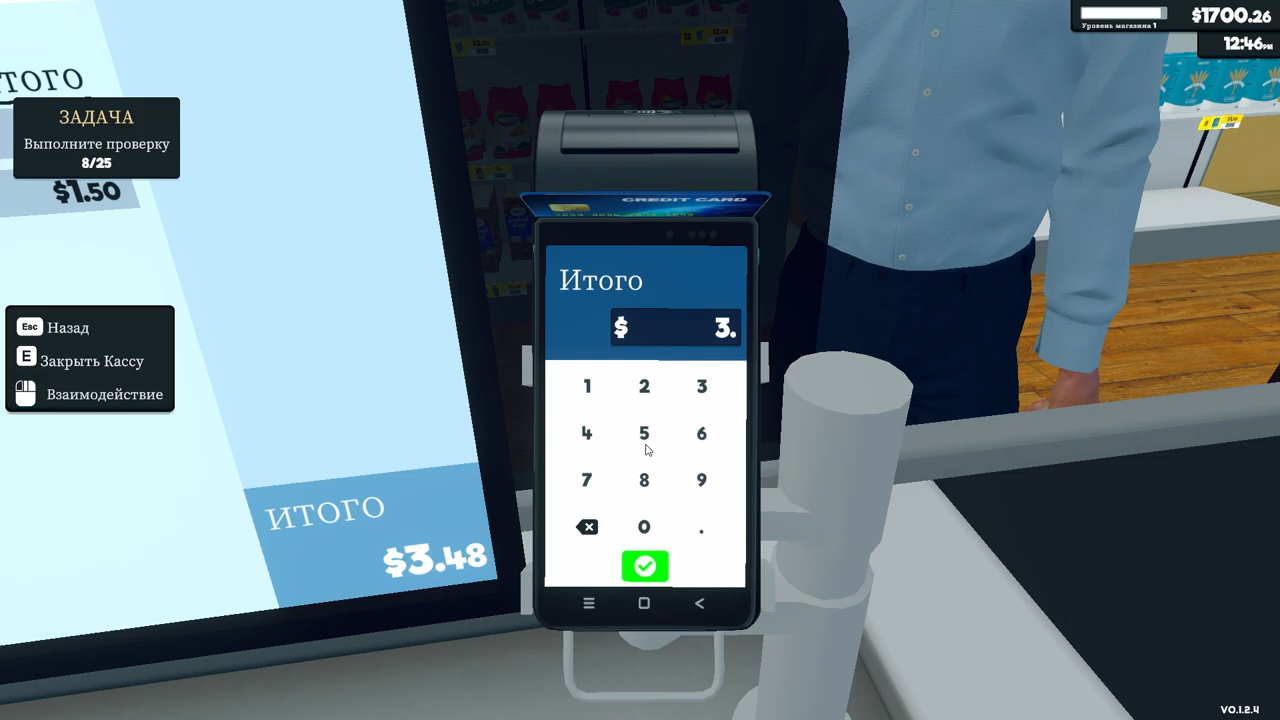 $1700.26
Уровень магазина 1
12:46PM
ТОГО
ЗАДАЧА
Выполните проверку
8/25
$1.50
CREDIT CARD
Итого
$ 3.
1 2 3
4 5 6
7 8 9
0 .
Esc Назад
E Закрыть Кассу
Взаимодействие
ИТОГО
$3.48
V0.1.2.4